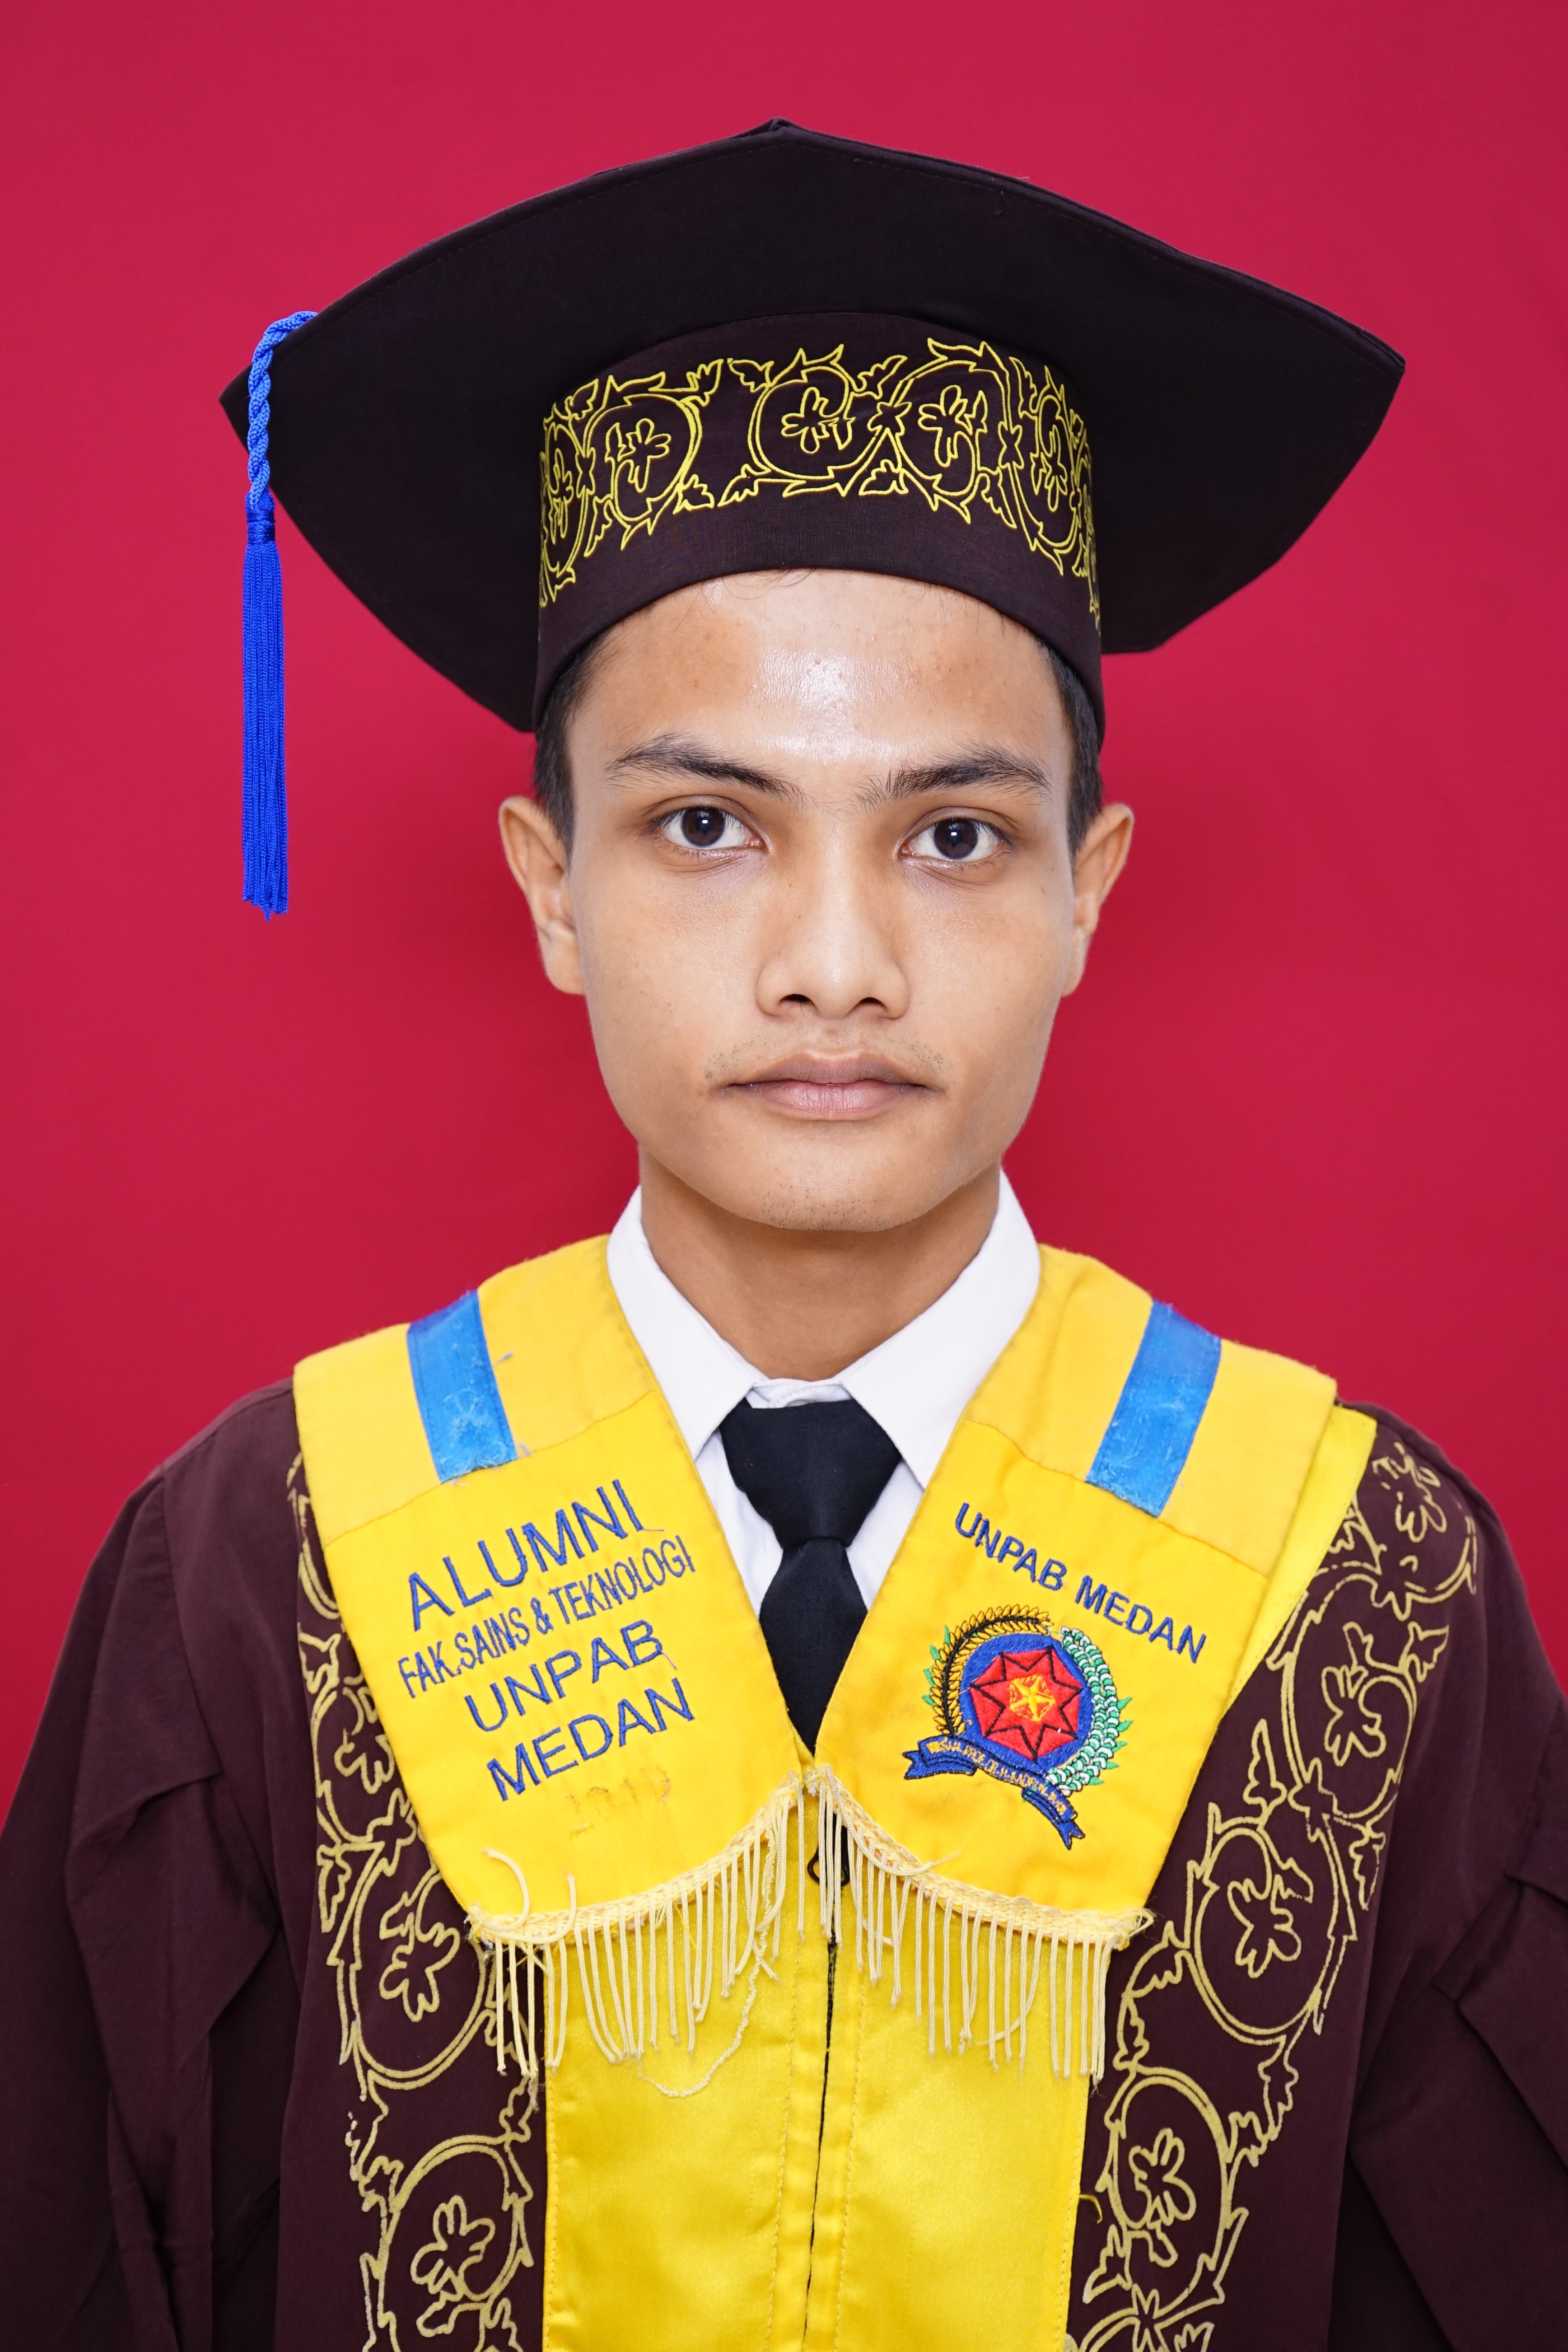 ALUMNI
FAK.SAINS & TEKNOLOGI
UNPAB
MEDAN
UNPAB MEDAN